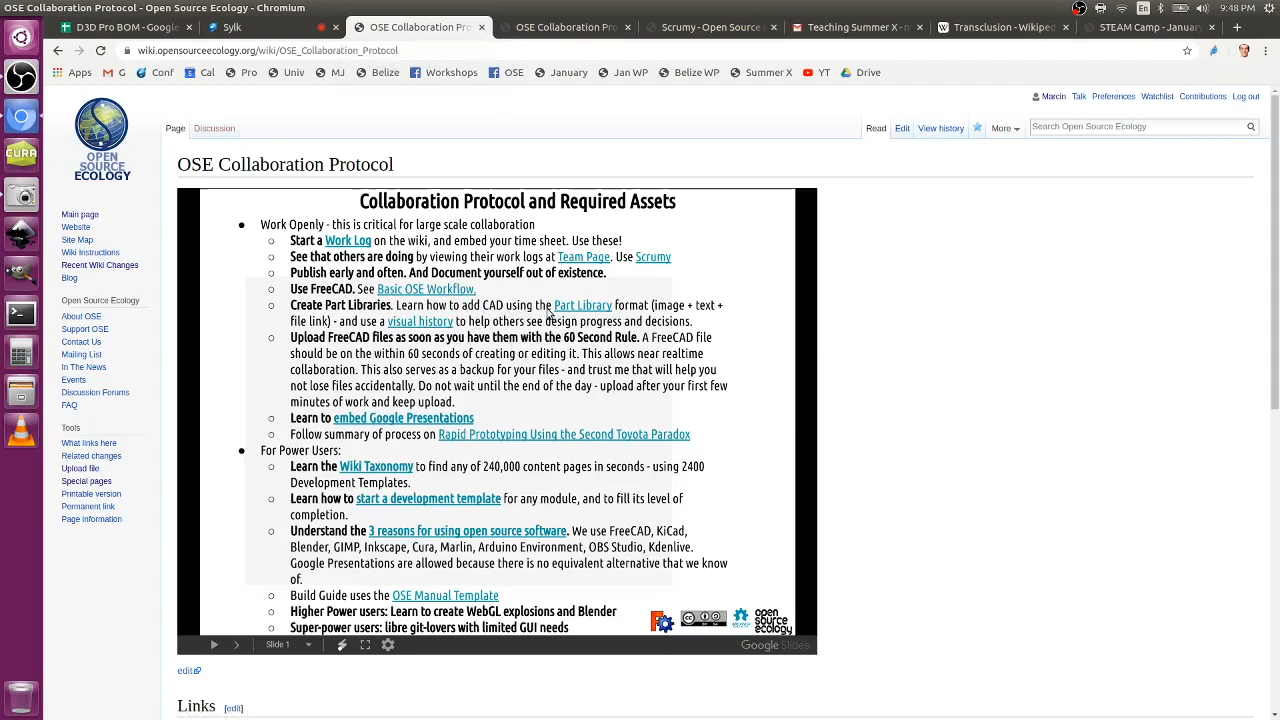 OSE Collaboration Protocol - Open Source Ecology - Chromium
En
9:48 PM
D3D Pro BOM - Google
Sylk
OSE Collaboration Pro
OSE Collaboration Pro
Scrumy - Open Source
Teaching Summer X - m
Transclusion - Wikiped
STEAM Camp - January
wiki.opensourceecology.org/wiki/OSE_Collaboration_Protocol
Apps
G
Conf
Cal
Pro
Univ
MJ
Belize
Workshops
OSE
January
Jan WP
Belize WP
Summer X
YT
Drive
Marcin Talk Preferences Watchlist Contributions Log out
Page Discussion
Read Edit View history More
Search Open Source Ecology
OPEN
SOURCE
ECOLOGY
Main page
Website
Site Map
Wiki Instructions
Recent Wiki Changes
Blog
Open Source Ecology
About OSE
Support OSE
Contact Us
Mailing List
In The News
Events
Discussion Forums
FAQ
Tools
What links here
Related changes
Upload file
Special pages
Printable version
Permanent link
Page information
CURA
OSE Collaboration Protocol
Collaboration Protocol and Required Assets
● Work Openly - this is critical for large scale collaboration
○ Start a Work Log on the wiki, and embed your time sheet. Use these!
○ See that others are doing by viewing their work logs at Team Page. Use Scrumy
○ Publish early and often. And Document yourself out of existence.
○ Use FreeCAD. See Basic OSE Workflow.
○ Create Part Libraries. Learn how to add CAD using the Part Library format (image + text +
file link) - and use a visual history to help others see design progress and decisions.
○ Upload FreeCAD files as soon as you have them with the 60 Second Rule. A FreeCAD file
should be on the within 60 seconds of creating or editing it. This allows near realtime
collaboration. This also serves as a backup for your files - and trust me that will help you
not lose files accidentally. Do not wait until the end of the day - upload after your first few
minutes of work and keep upload.
○ Learn to embed Google Presentations
○ Follow summary of process on Rapid Prototyping Using the Second Toyota Paradox
● For Power Users:
○ Learn the Wiki Taxonomy to find any of 240,000 content pages in seconds - using 2400
Development Templates.
○ Learn how to start a development template for any module, and to fill its level of
completion.
○ Understand the 3 reasons for using open source software. We use FreeCAD, KiCad,
Blender, GIMP, Inkscape, Cura, Marlin, Arduino Environment, OBS Studio, Kdenlive.
Google Presentations are allowed because there is no equivalent alternative that we know
of.
○ Build Guide uses the OSE Manual Template
○ Higher Power users: Learn to create WebGL explosions and Blender
○ Super-power users: libre git-lovers with limited GUI needs
open
source
ecology
Slide 1
Google Slides
edit
Links [edit]